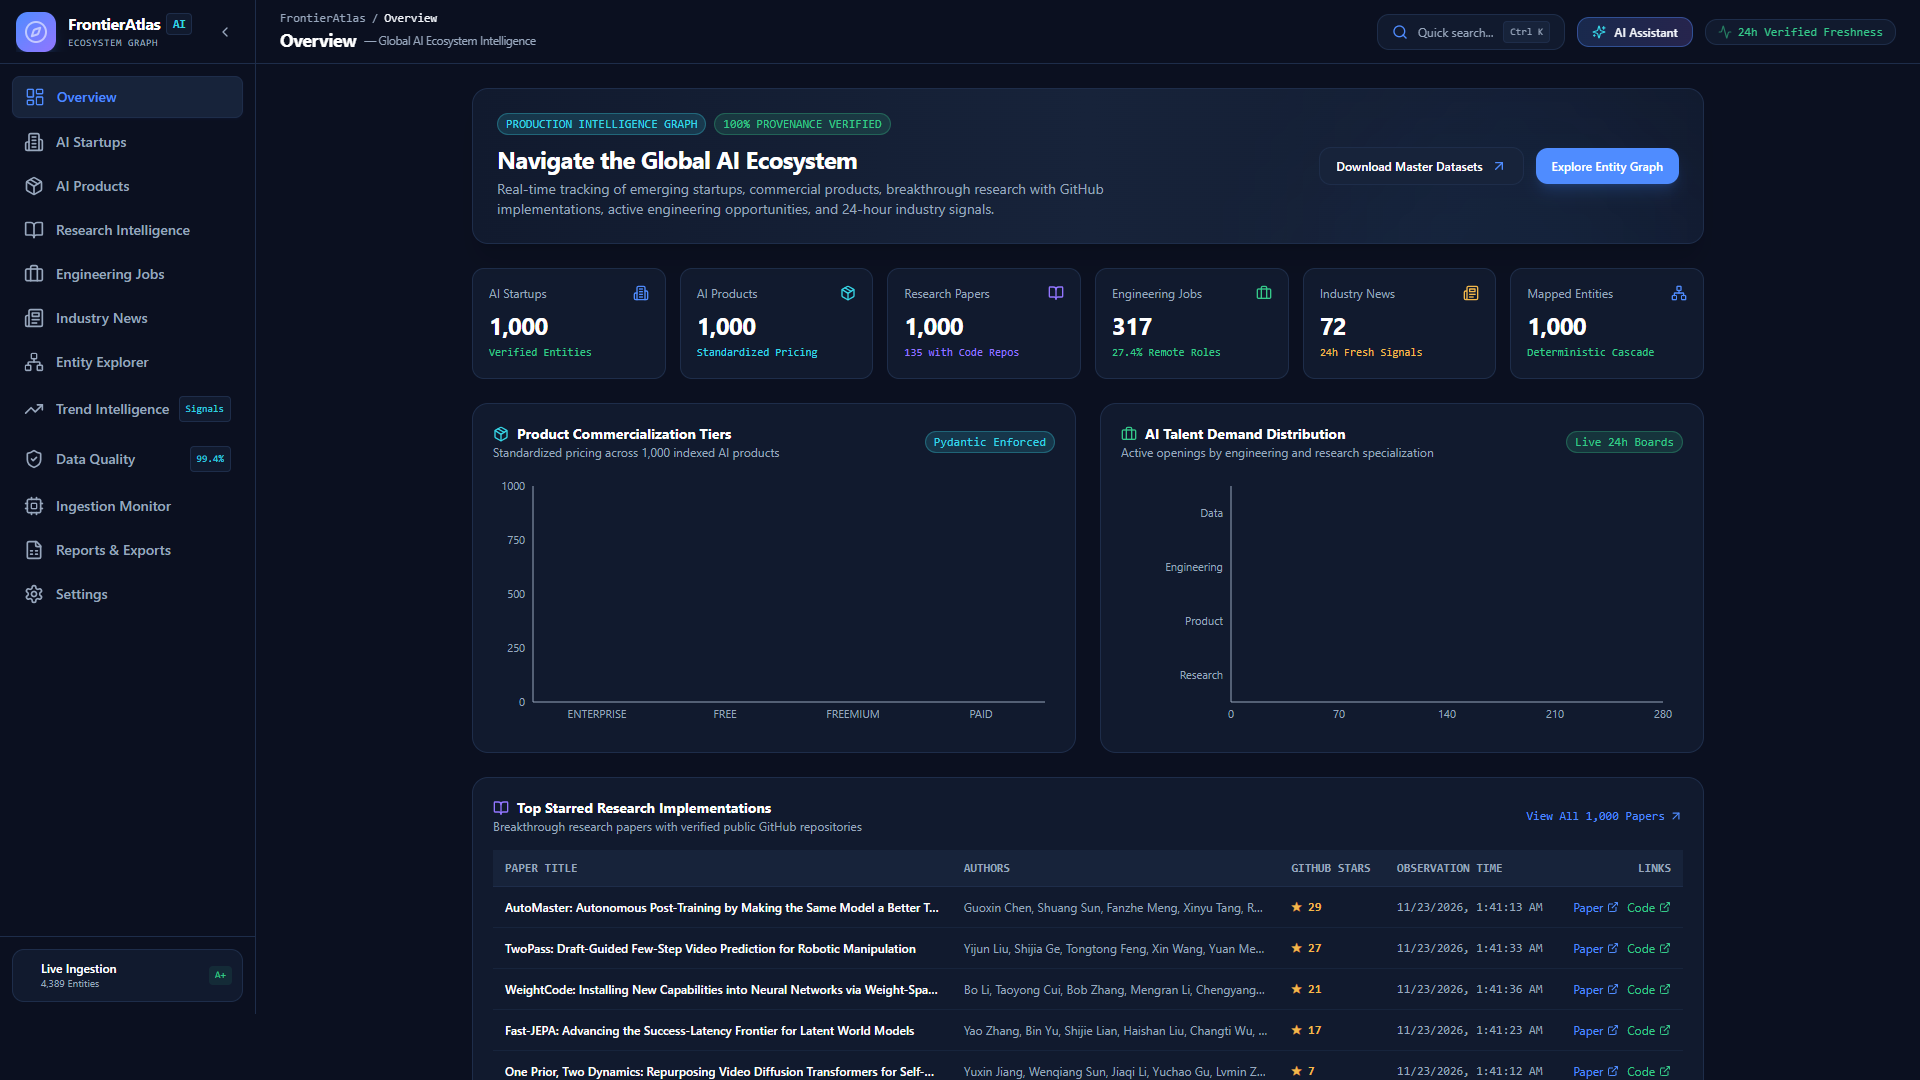 FrontierAtlas AI
ECOSYSTEM GRAPH
FrontierAtlas / Overview
Overview — Global AI Ecosystem Intelligence
Quick search... Ctrl K
AI Assistant
24h Verified Freshness
Overview
AI Startups
AI Products
Research Intelligence
Engineering Jobs
Industry News
Entity Explorer
Trend Intelligence Signals
Data Quality 99.4%
Ingestion Monitor
Reports & Exports
Settings
Live Ingestion
4,389 Entities
A+
PRODUCTION INTELLIGENCE GRAPH 100% PROVENANCE VERIFIED
Navigate the Global AI Ecosystem
Real-time tracking of emerging startups, commercial products, breakthrough research with GitHub
implementations, active engineering opportunities, and 24-hour industry signals.
Download Master Datasets
Explore Entity Graph
AI Startups
1,000
Verified Entities
AI Products
1,000
Standardized Pricing
Research Papers
1,000
135 with Code Repos
Engineering Jobs
317
27.4% Remote Roles
Industry News
72
24h Fresh Signals
Mapped Entities
1,000
Deterministic Cascade
Product Commercialization Tiers
Standardized pricing across 1,000 indexed AI products
Pydantic Enforced
1000
750
500
250
0
ENTERPRISE FREE FREEMIUM PAID
AI Talent Demand Distribution
Active openings by engineering and research specialization
Live 24h Boards
Data
Engineering
Product
Research
0 70 140 210 280
Top Starred Research Implementations
Breakthrough research papers with verified public GitHub repositories
View All 1,000 Papers
PAPER TITLE AUTHORS GITHUB STARS OBSERVATION TIME LINKS
AutoMaster: Autonomous Post-Training by Making the Same Model a Better T... Guoxin Chen, Shuang Sun, Fanzhe Meng, Xinyu Tang, R... ★ 29 11/23/2026, 1:41:13 AM Paper Code
TwoPass: Draft-Guided Few-Step Video Prediction for Robotic Manipulation Yijun Liu, Shijia Ge, Tongtong Feng, Xin Wang, Yuan Me... ★ 27 11/23/2026, 1:41:33 AM Paper Code
WeightCode: Installing New Capabilities into Neural Networks via Weight-Spa... Bo Li, Taoyong Cui, Bob Zhang, Mengran Li, Chengyang... ★ 21 11/23/2026, 1:41:36 AM Paper Code
Fast-JEPA: Advancing the Success-Latency Frontier for Latent World Models Yao Zhang, Bin Yu, Shijie Lian, Haishan Liu, Changti Wu, ... ★ 17 11/23/2026, 1:41:23 AM Paper Code
One Prior, Two Dynamics: Repurposing Video Diffusion Transformers for Self-... Yuxin Jiang, Wenqiang Sun, Jiaqi Li, Yuchao Gu, Lvmin Z... ★ 7 11/23/2026, 1:41:12 AM Paper Code